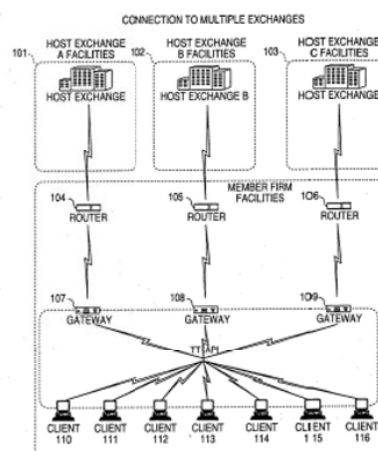 CONNECTION TO MULTIPLE EXCHANGES
101 HOST EXCHANGE A FACILITIES 102 HOST EXCHANGE B FACILITIES 103 HOST EXCHANGE C FACILITIES
HOST EXCHANGE HOST EXCHANGE B HOST EXCHANGE
MEMBER FIRM FACILITIES
104 ROUTER 105 ROUTER 106 ROUTER
107 GATEWAY 108 GATEWAY 109 GATEWAY
TT API
CLIENT CLIENT CLIENT CLIENT CLIENT CLIENT CLIENT
110 111 112 113 114 115 116